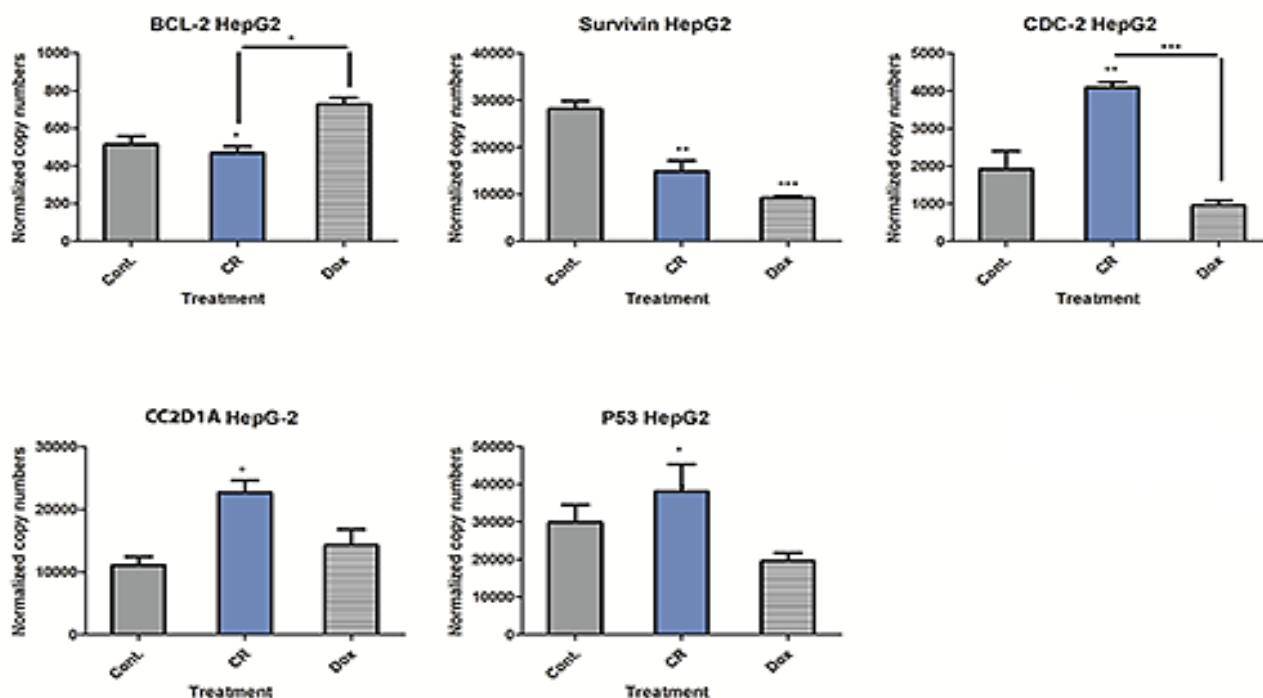 BCL-2 HepG2
Normalized copy numbers
1000
800
600
400
200
0
*
*
Cont.
CR
Dox
Treatment
Survivin HepG2
Normalized copy numbers
40000
30000
20000
10000
0
**
***
Cont.
CR
Dox
Treatment
CDC-2 HepG2
Normalized copy numbers
5000
4000
3000
2000
1000
0
**
***
Cont.
CR
Dox
Treatment
CC2D1A HepG-2
Normalized copy numbers
30000
20000
10000
0
*
Cont.
CR
Dox
Treatment
P53 HepG2
Normalized copy numbers
50000
40000
30000
20000
10000
0
*
Cont.
CR
Dox
Treatment